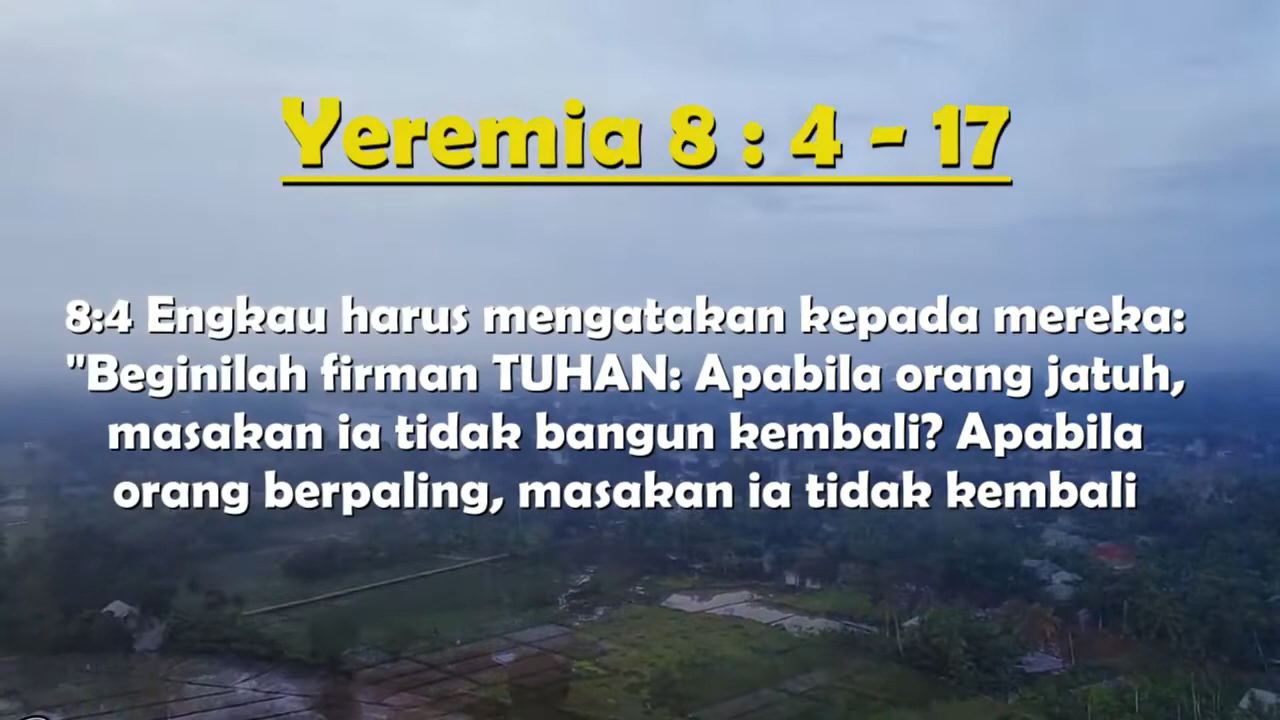 Yeremia 8 : 4 - 17
8:4 Engkau harus mengatakan kepada mereka:
"Beginilah firman TUHAN: Apabila orang jatuh,
masakan ia tidak bangun kembali? Apabila
orang berpaling, masakan ia tidak kembali